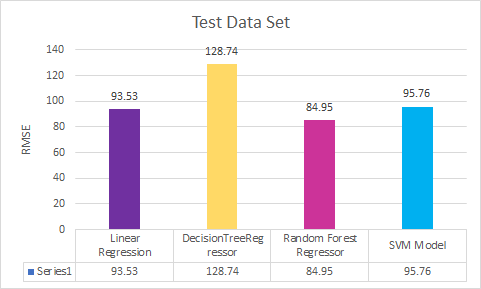 Test Data Set
RMSE
140
120
100
80
60
40
20
0
93.53
128.74
84.95
95.76
Linear
Regression
DecisionTreeReg
ressor
Random Forest
Regressor
SVM Model
Series1 93.53 128.74 84.95 95.76